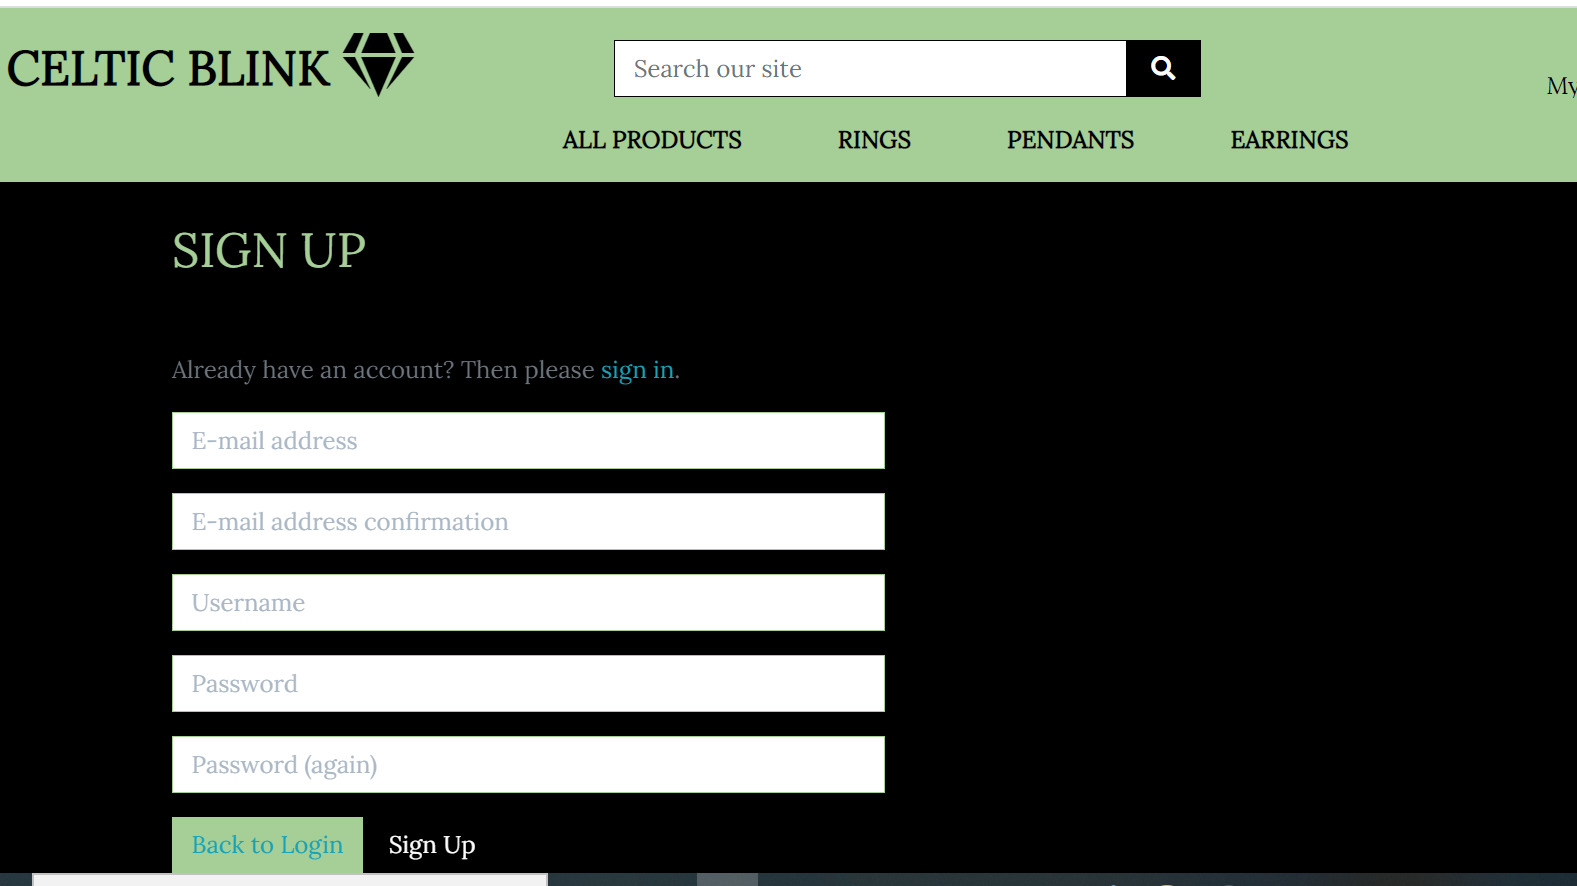 CELTIC BLINK
Search our site
My
ALL PRODUCTS RINGS PENDANTS EARRINGS
SIGN UP
Already have an account? Then please sign in.
E-mail address
E-mail address confirmation
Username
Password
Password (again)
Back to Login Sign Up